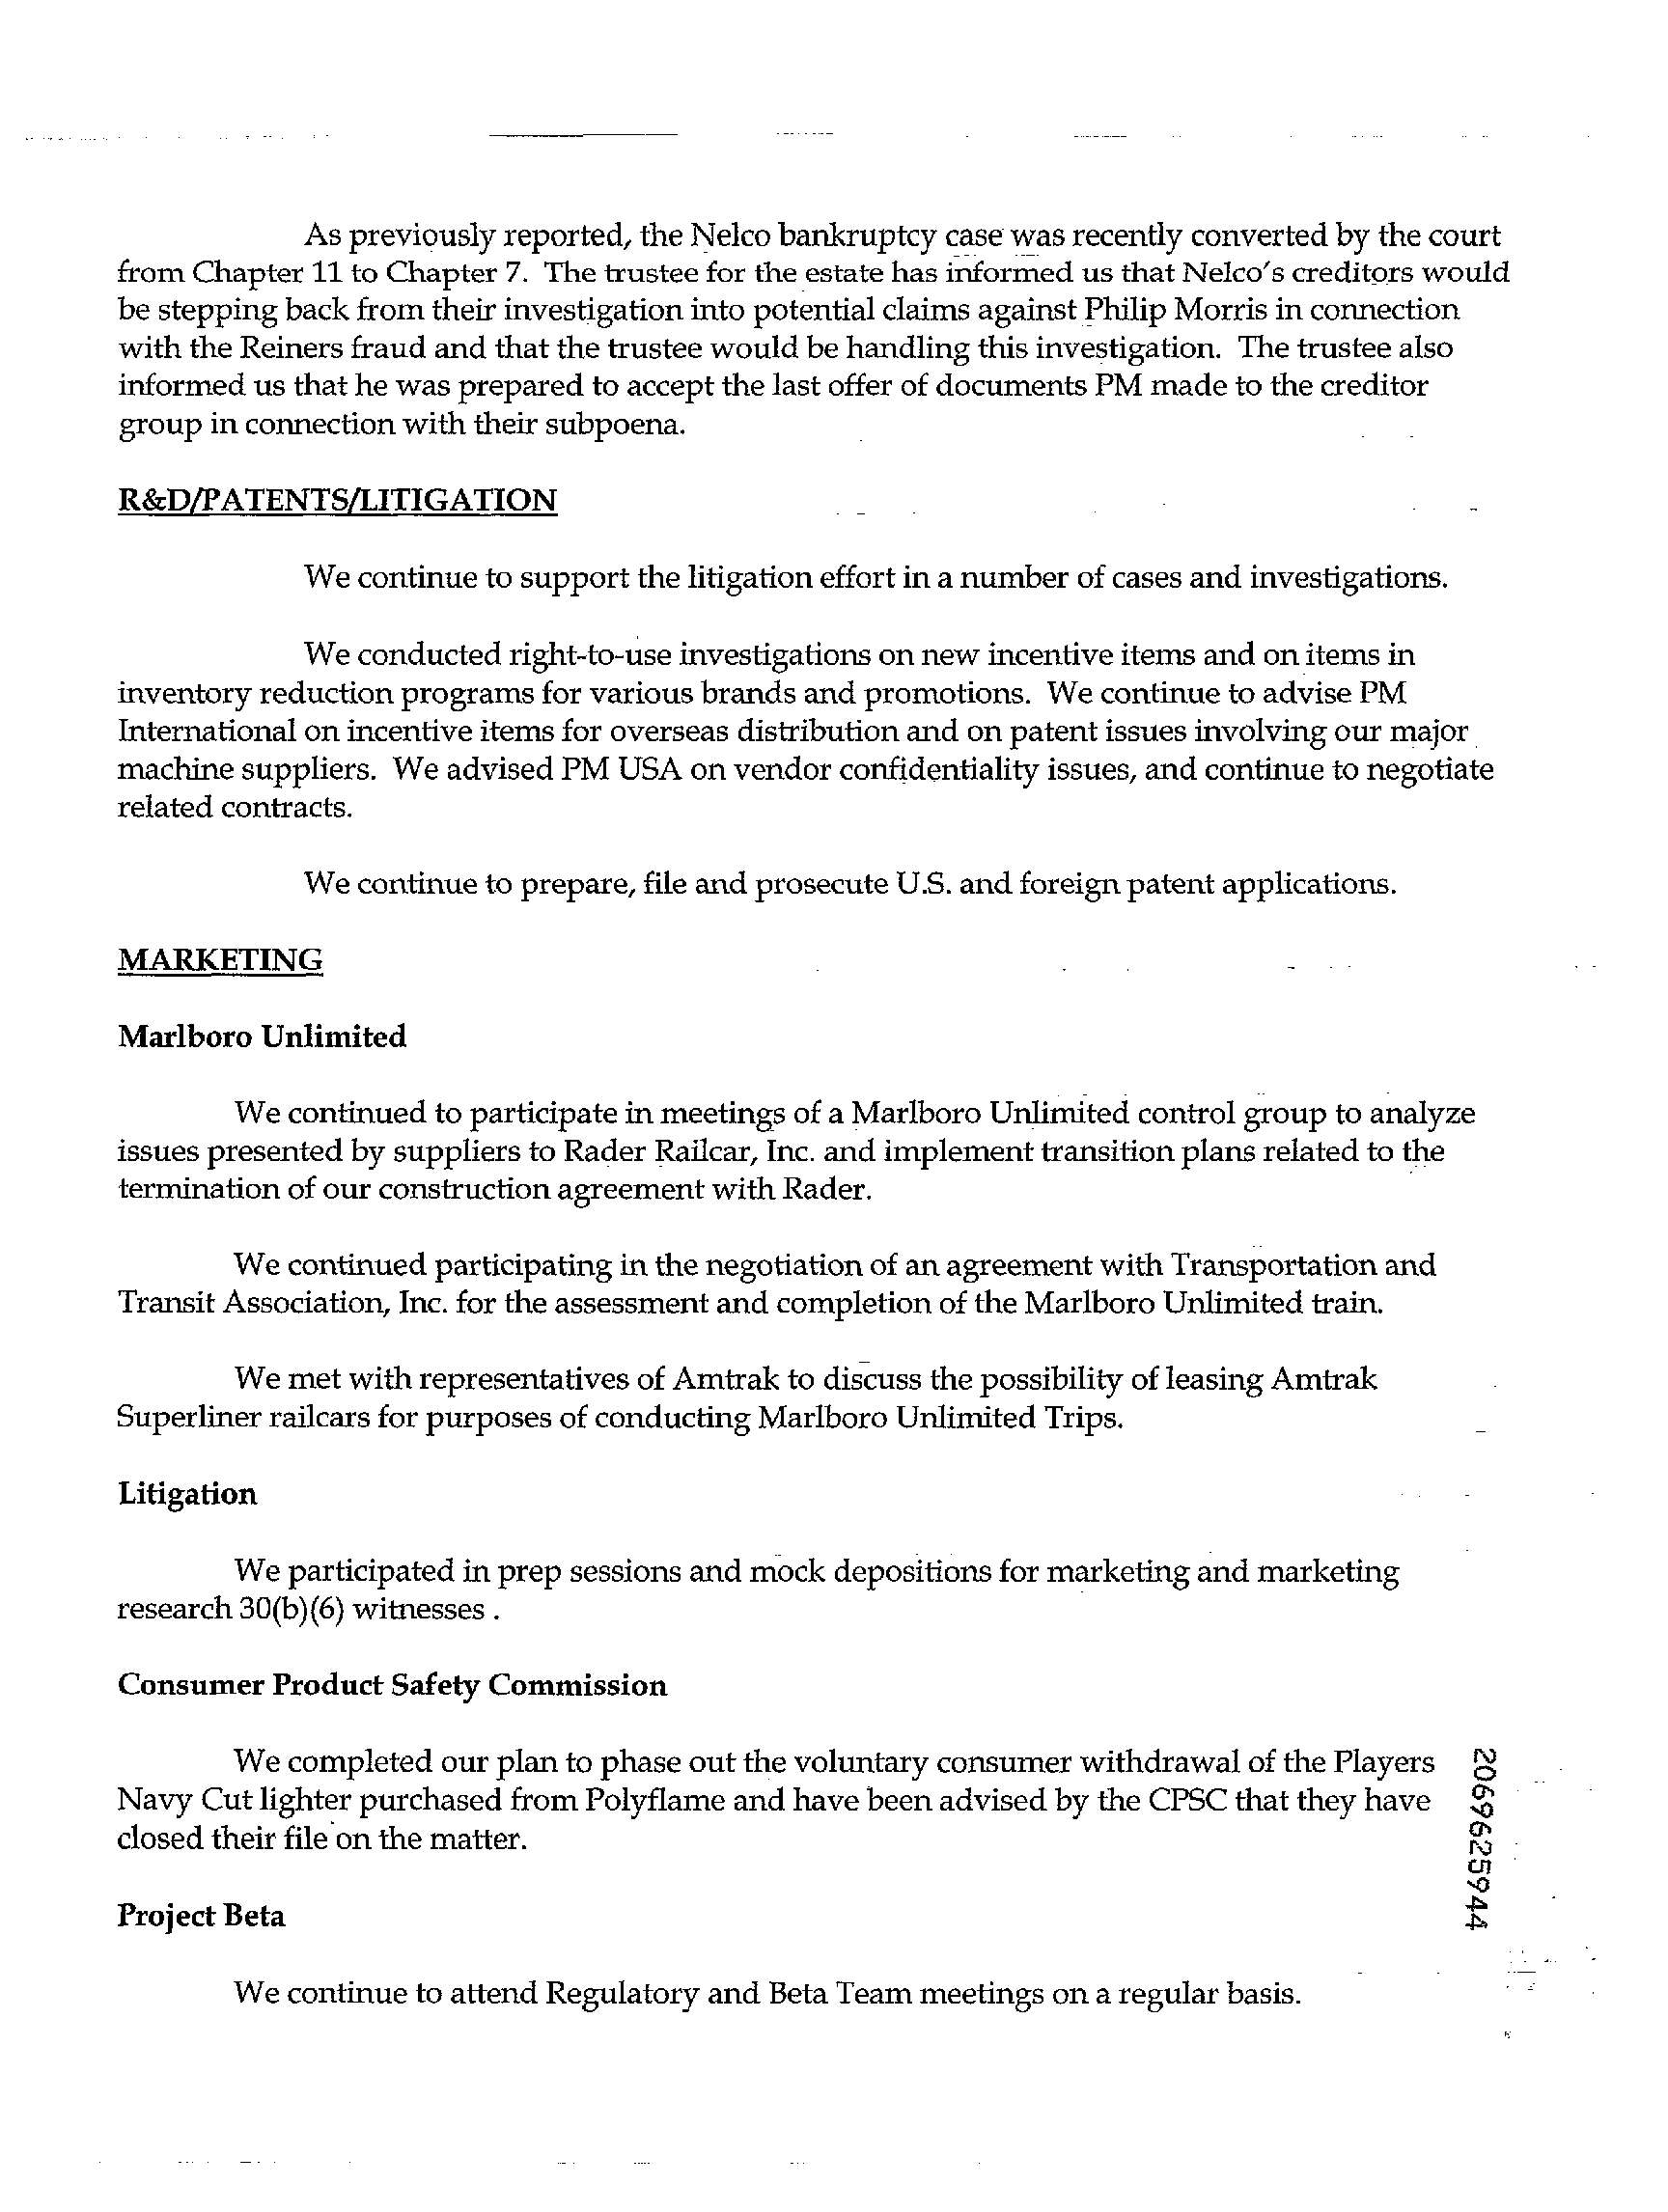 As previously reported, the Nelco bankruptcy case was recently converted by the court
from Chapter 11 to Chapter 7. The trustee for the estate has informed us that Nelco's creditors would
be stepping back from their investigation into potential claims against Philip Morris in connection
with the Reiners fraud and that the trustee would be handling this investigation. The trustee also
informed us that he was prepared to accept the last offer of documents PM made to the creditor
group in connection with their subpoena.
R&D/PATENTS/LITIGATION
We continue to support the litigation effort in a number of cases and investigations.
We conducted right-to-use investigations on new incentive items and on items in
inventory reduction programs for various brands and promotions. We continue to advise PM
International on incentive items for overseas distribution and on patent issues involving our major
machine suppliers. We advised PM USA on vendor confidentiality issues, and continue to negotiate
related contracts.
We continue to prepare, file and prosecute U.S. and foreign patent applications.
MARKETING
Marlboro Unlimited
We continued to participate in meetings of a Marlboro Unlimited control group to analyze
issues presented by suppliers to Rader Railcar, Inc. and implement transition plans related to the
termination of our construction agreement with Rader.
We continued participating in the negotiation of an agreement with Transportation and
Transit Association, Inc. for the assessment and completion of the Marlboro Unlimited train.
We met with representatives of Amtrak to discuss the possibility of leasing Amtrak
Superliner railcars for purposes of conducting Marlboro Unlimited Trips.
Litigation
We participated in prep sessions and mock depositions for marketing and marketing
research 30(b)(6) witnesses .
Consumer Product Safety Commission
We completed our plan to phase out the voluntary consumer withdrawal of the Players
Navy Cut lighter purchased from Polyflame and have been advised by the CPSC that they have
closed their file on the matter.
Project Beta
We continue to attend Regulatory and Beta Team meetings on a regular basis.
2069625944